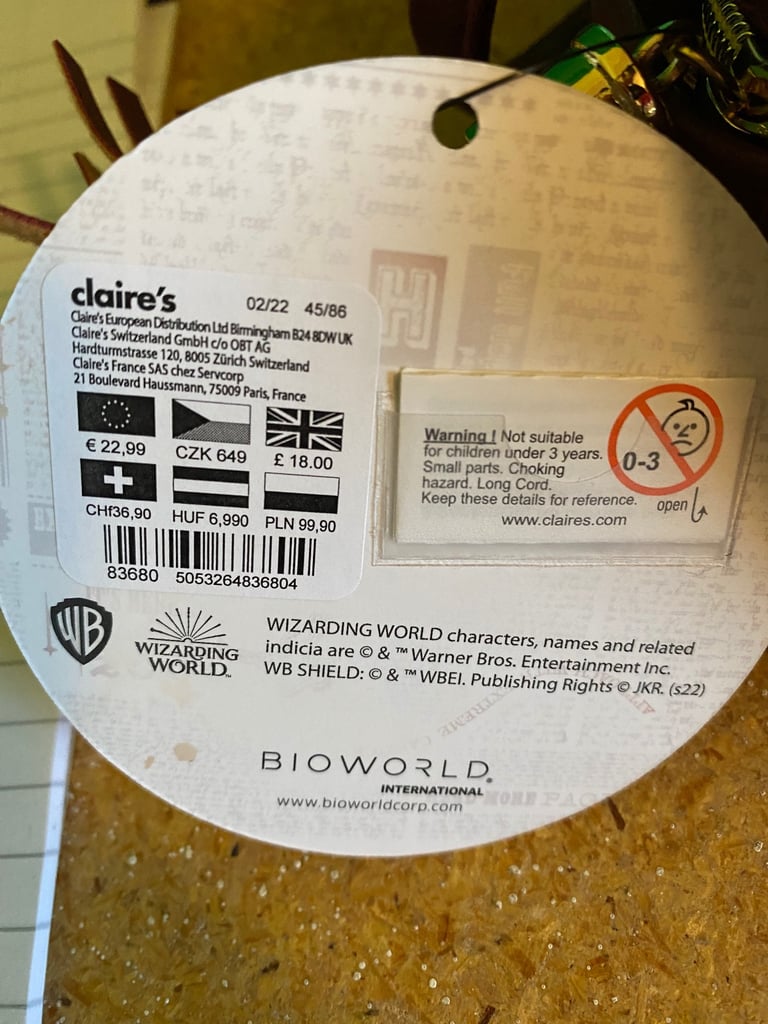 claire's 02/22 45/86
Claire's European Distribution Ltd Birmingham B24 8DW UK
Claire's Switzerland GmbH c/o OBT AG
Hardturmstrasse 120, 8005 Zürich Switzerland
Claire's France SAS chez Servcorp
21 Boulevard Haussmann, 75009 Paris, France
€ 22,99 CZK 649 £ 18.00
CHf36,90 HUF 6,990 PLN 99,90
83680 5053264836804
Warning ! Not suitable
for children under 3 years.
Small parts. Choking
hazard. Long Cord.
Keep these details for reference.
www.claires.com
0-3
open
WB
WIZARDING
WORLD™
WIZARDING WORLD characters, names and related
indicia are © & ™ Warner Bros. Entertainment Inc.
WB SHIELD: © & ™ WBEI. Publishing Rights © JKR. (s22)
BIOWORLD®
INTERNATIONAL
www.bioworldcorp.com
H